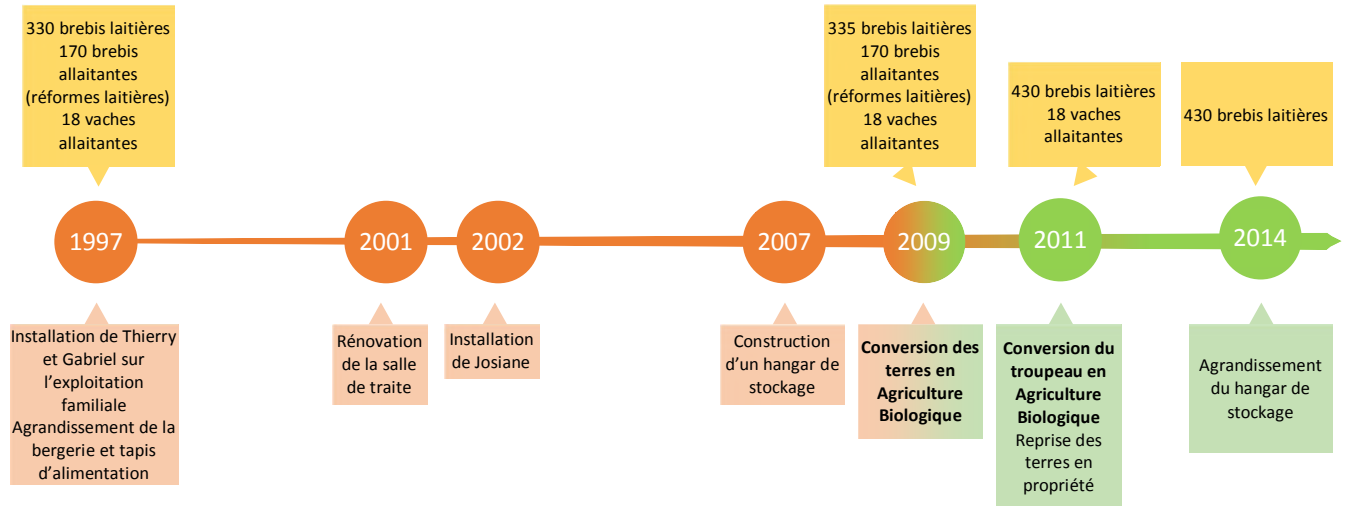 330 brebis laitières
170 brebis
allaitantes
(réformes laitières)
18 vaches
allaitantes
335 brebis laitières
170 brebis
allaitantes
(réformes laitières)
18 vaches
allaitantes
430 brebis laitières
18 vaches
allaitantes
430 brebis laitières
1997
2001
2002
2007
2009
2011
2014
Installation de Thierry
et Gabriel sur
l’exploitation
familiale
Agrandissement de la
bergerie et tapis
d’alimentation
Rénovation
de la salle
de traite
Installation
de Josiane
Construction
d’un hangar de
stockage
Conversion des
terres en
Agriculture
Biologique
Conversion du
troupeau en
Agriculture
Biologique
Reprise des
terres en
propriété
Agrandissement
du hangar de
stockage